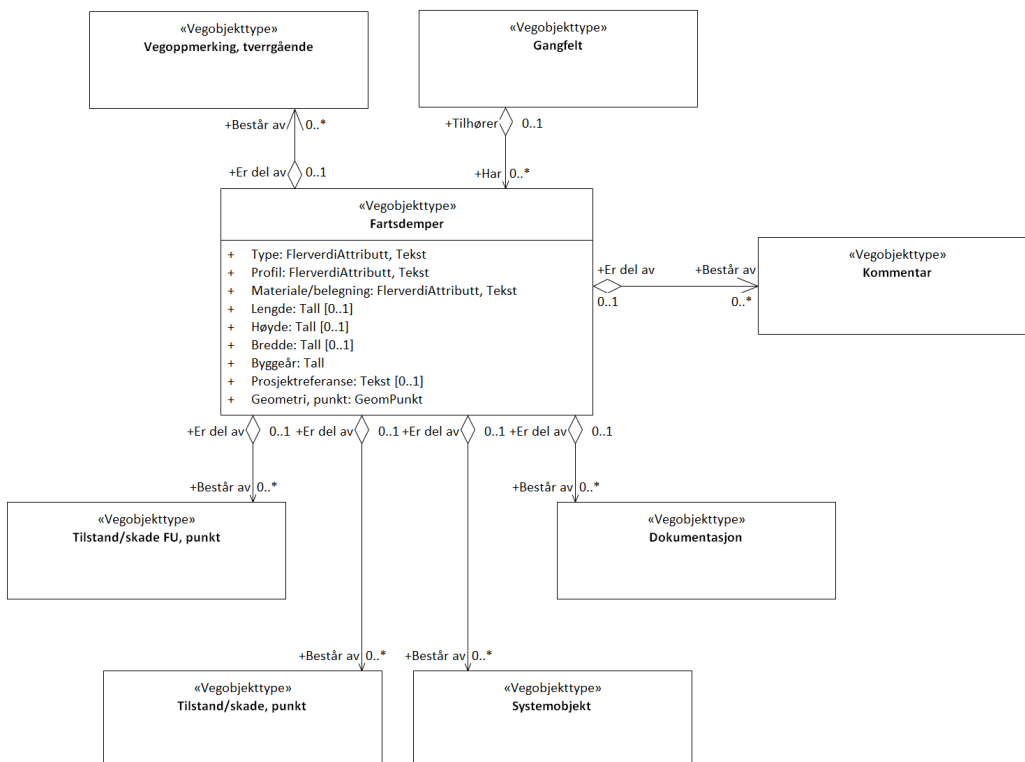 «Vegobjekttype»
Vegoppmerking, tverrgående
«Vegobjekttype»
Gangfelt
+Består av 0..*
+Tilhører 0..1
+Er del av 0..1
+Har 0..*
«Vegobjekttype»
Fartsdemper
+ Type: FlerverdiAttributt, Tekst
+ Profil: FlerverdiAttributt, Tekst
+ Materiale/belegning: FlerverdiAttributt, Tekst
+ Lengde: Tall [0..1]
+ Høyde: Tall [0..1]
+ Bredde: Tall [0..1]
+ Byggeår: Tall
+ Prosjektreferanse: Tekst [0..1]
+ Geometri, punkt: GeomPunkt
+Er del av +Består av
0..1 0..*
«Vegobjekttype»
Kommentar
+Er del av 0..1 +Er del av 0..1 +Er del av 0..1 +Er del av 0..1
+Består av 0..*
+Består av 0..*
«Vegobjekttype»
Tilstand/skade FU, punkt
«Vegobjekttype»
Dokumentasjon
+Består av 0..* +Består av 0..*
«Vegobjekttype»
Tilstand/skade, punkt
«Vegobjekttype»
Systemobjekt